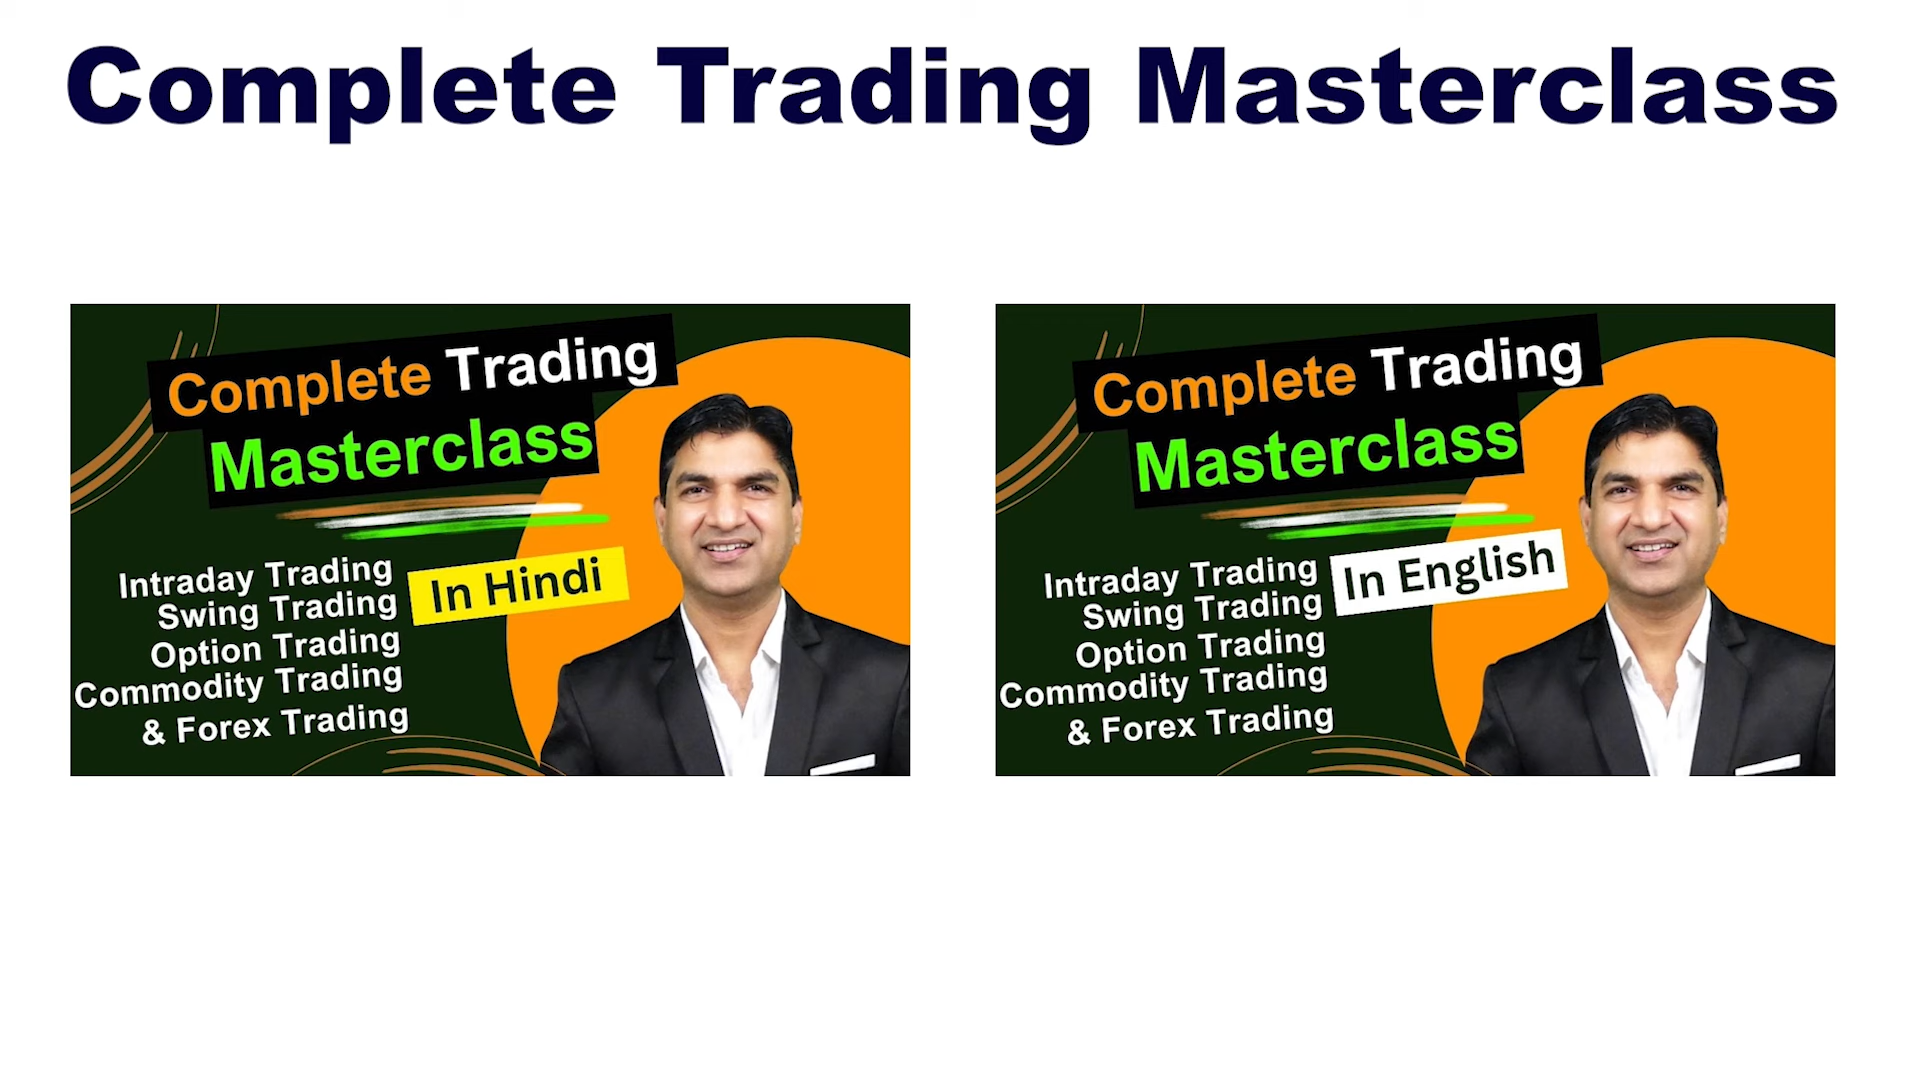 Complete Trading Masterclass
Complete Trading
Masterclass
In Hindi
Intraday Trading
Swing Trading
Option Trading
Commodity Trading
& Forex Trading
Complete Trading
Masterclass
In English
Intraday Trading
Swing Trading
Option Trading
Commodity Trading
& Forex Trading